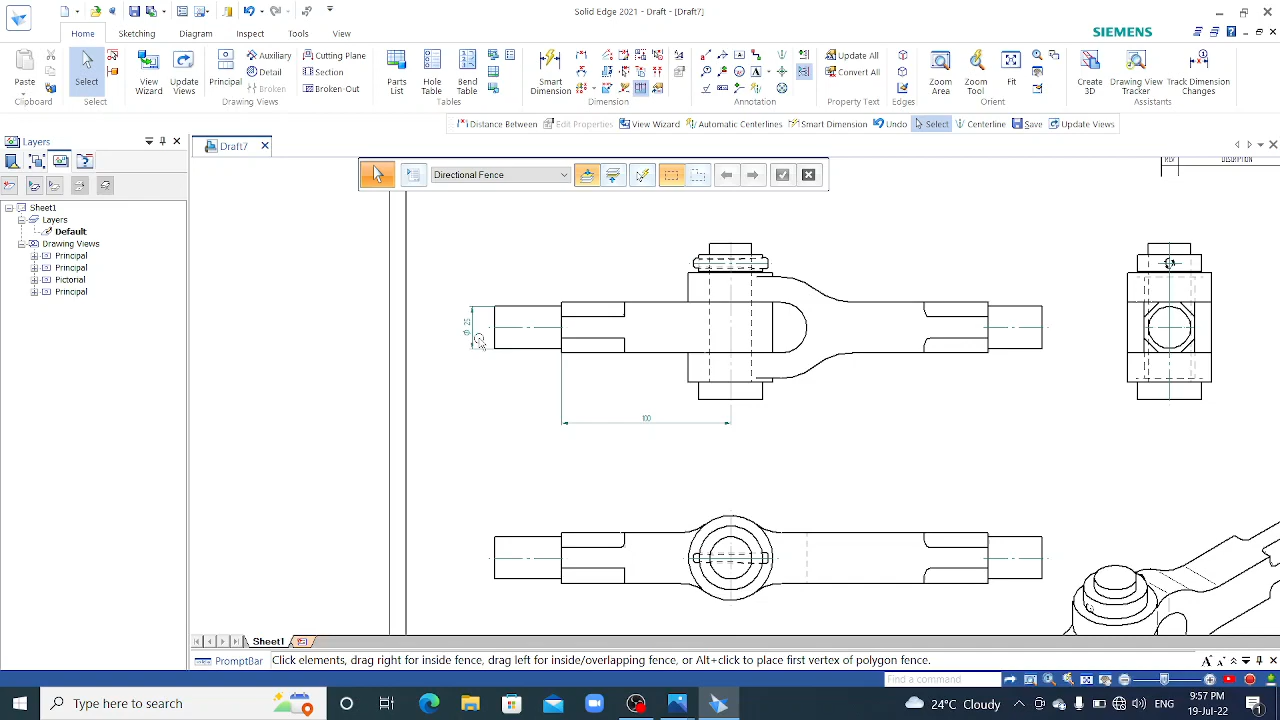 Solid Edge 2021 - Draft - [Draft7]
Home
Sketching
Diagram
Inspect
Tools
View
SIEMENS
Paste
Select
View Wizard
Update Views
Principal
Auxiliary
Detail
Broken
Cutting Plane
Section
Broken-Out
Parts List
Hole Table
Bend Table
Smart Dimension
Update All
Convert All
Zoom Area
Zoom Tool
Fit
Create 3D
Drawing View Tracker
Track Dimension Changes
Clipboard
Select
Drawing Views
Tables
Dimension
Annotation
Property Text
Edges
Orient
Assistants
Distance Between
Edit Properties
View Wizard
Automatic Centerlines
Smart Dimension
Undo
Select
Centerline
Save
Update Views
Layers
Draft7
Directional Fence
REV
DESCRIPTION
Sheet1
Layers
Default
Drawing Views
Principal
Principal
Pictorial
Principal
Φ 25
100
Sheet1
PromptBar
Click elements, drag right for inside fence, drag left for inside/overlapping fence, or Alt+click to place first vertex of polygon fence.
Find a command
Type here to search
24°C Cloudy
ENG
9:57 PM
19-Jul-22